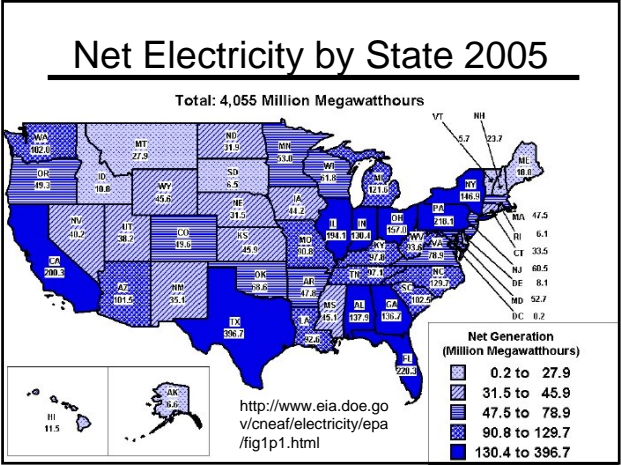 Net Electricity by State 2005
Total: 4,055 Million Megawatthours
VT
NH
5.7
23.7
WA
102.0
MT
27.9
ND
31.9
MN
53.0
ME
18.8
OR
49.3
ID
10.8
SD
6.5
WI
61.8
MI
121.6
NY
146.9
WY
45.6
NE
31.5
IA
44.2
PA
218.1
MA 47.5
NV
40.2
UT
38.2
IL
194.1
IN
130.4
OH
157.0
RI 6.1
CO
49.6
KS
45.9
MO
90.8
KY
97.8
WV
93.6
VA
78.9
CT 33.5
CA
200.3
NJ 60.5
DE 8.1
AZ
101.5
NM
35.1
OK
68.6
AR
47.8
TN
97.1
NC
129.7
MD 52.7
DC 0.2
SC
102.5
MS
45.1
AL
137.9
GA
136.7
TX
396.7
LA
92.6
FL
220.3
Net Generation
(Million Megawatthours)
0.2 to 27.9
31.5 to 45.9
47.5 to 78.9
90.8 to 129.7
130.4 to 396.7
HI
11.5
AK
6.6
http://www.eia.doe.go
v/cneaf/electricity/epa
/fig1p1.html